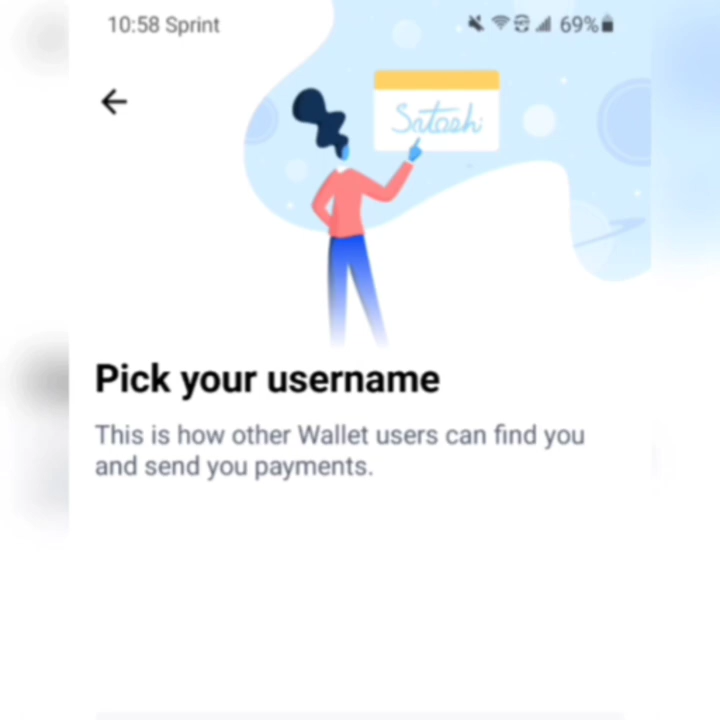 10:58 Sprint 69%
Satoshi
Pick your username
This is how other Wallet users can find you
and send you payments.